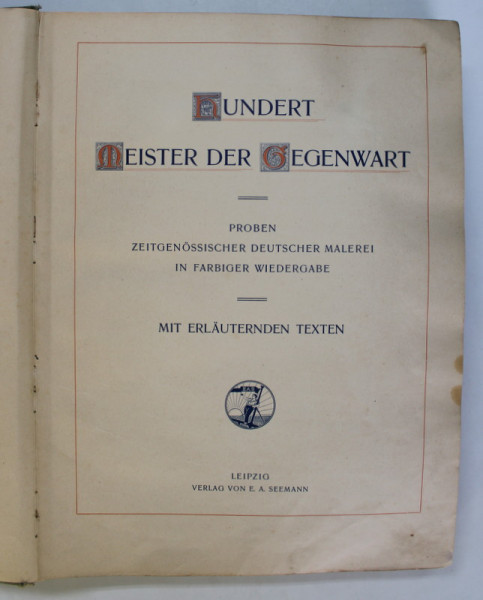 HUNDERT
MEISTER DER GEGENWART
PROBEN
ZEITGENÖSSISCHER DEUTSCHER MALEREI
IN FARBIGER WIEDERGABE
MIT ERLÄUTERNDEN TEXTEN
LEIPZIG
VERLAG VON E. A. SEEMANN